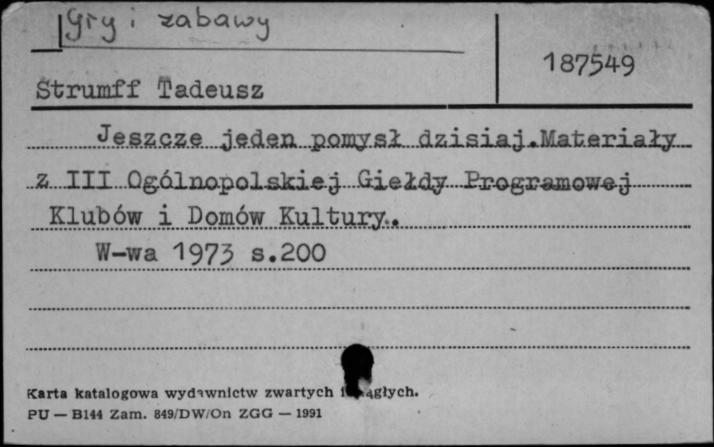 Gry i zabawy
187549
Strumff Tadeusz
Jeszcze jeden pomysł dzisiaj.Materiały
z III Ogólnopolskiej Giełdy Programowej
Klubów i Domów Kultury.
W-wa 1973 s.200
Karta katalogowa wydawnictw zwartych i ciągłych.
PU — B144 Zam. 849/DW/On ZGG — 1991